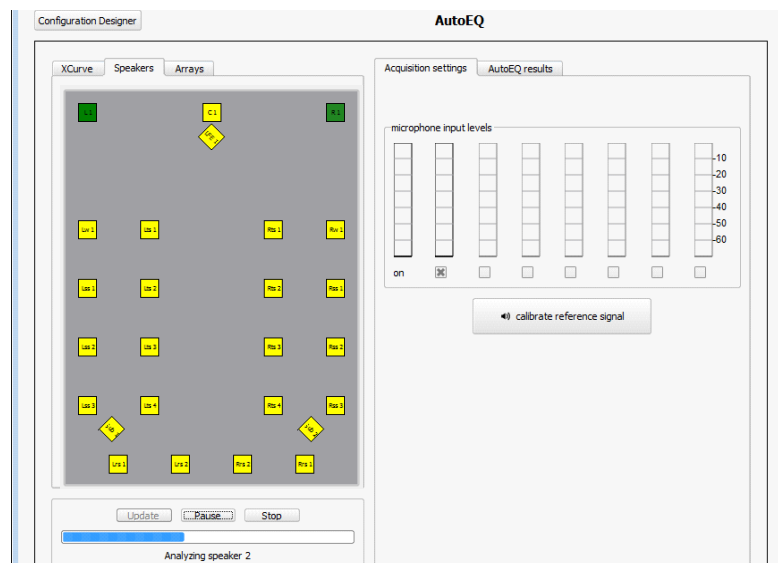 Configuration Designer
AutoEQ
XCurve Speakers Arrays
Acquisition settings AutoEQ results
L 1 C 1 R 1
LFE 1
microphone input levels
-10
-20
-30
-40
-50
-60
on
Lw 1 Lts 1 Rts 1 Rw 1
Lss 1 Lts 2 Rts 2 Rss 1
calibrate reference signal
Lss 2 Lts 3 Rts 3 Rss 2
Lss 3 Lts 4 Rts 4 Rss 3
Lrs 1 Lrs 2 Rrs 2 Rrs 1
Update Pause Stop
Analyzing speaker 2